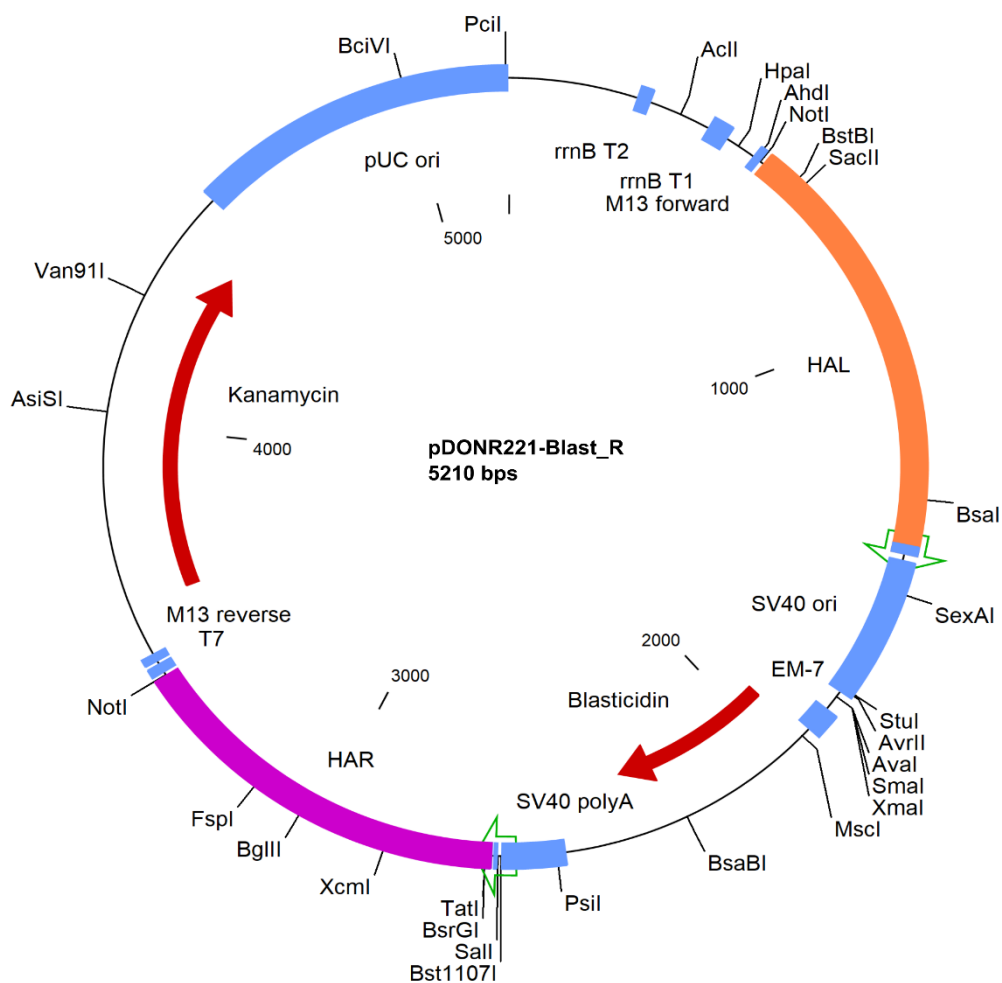 PciI
BciVI
AclI
HpaI
AhdI
NotI
BstBI
SacII
pUC ori
rrnB T2
rrnB T1
M13 forward
5000
Van91I
HAL
1000
AsiSI
Kanamycin
4000
pDONR221-Blast_R
5210 bps
BsaI
SexAI
SV40 ori
M13 reverse
T7
2000
EM-7
3000
Blasticidin
NotI
StuI
AvrII
AvaI
SmaI
XmaI
HAR
SV40 polyA
MscI
FspI
BglII
BsaBI
XcmI
PsiI
TatI
BsrGI
SalI
Bst1107I